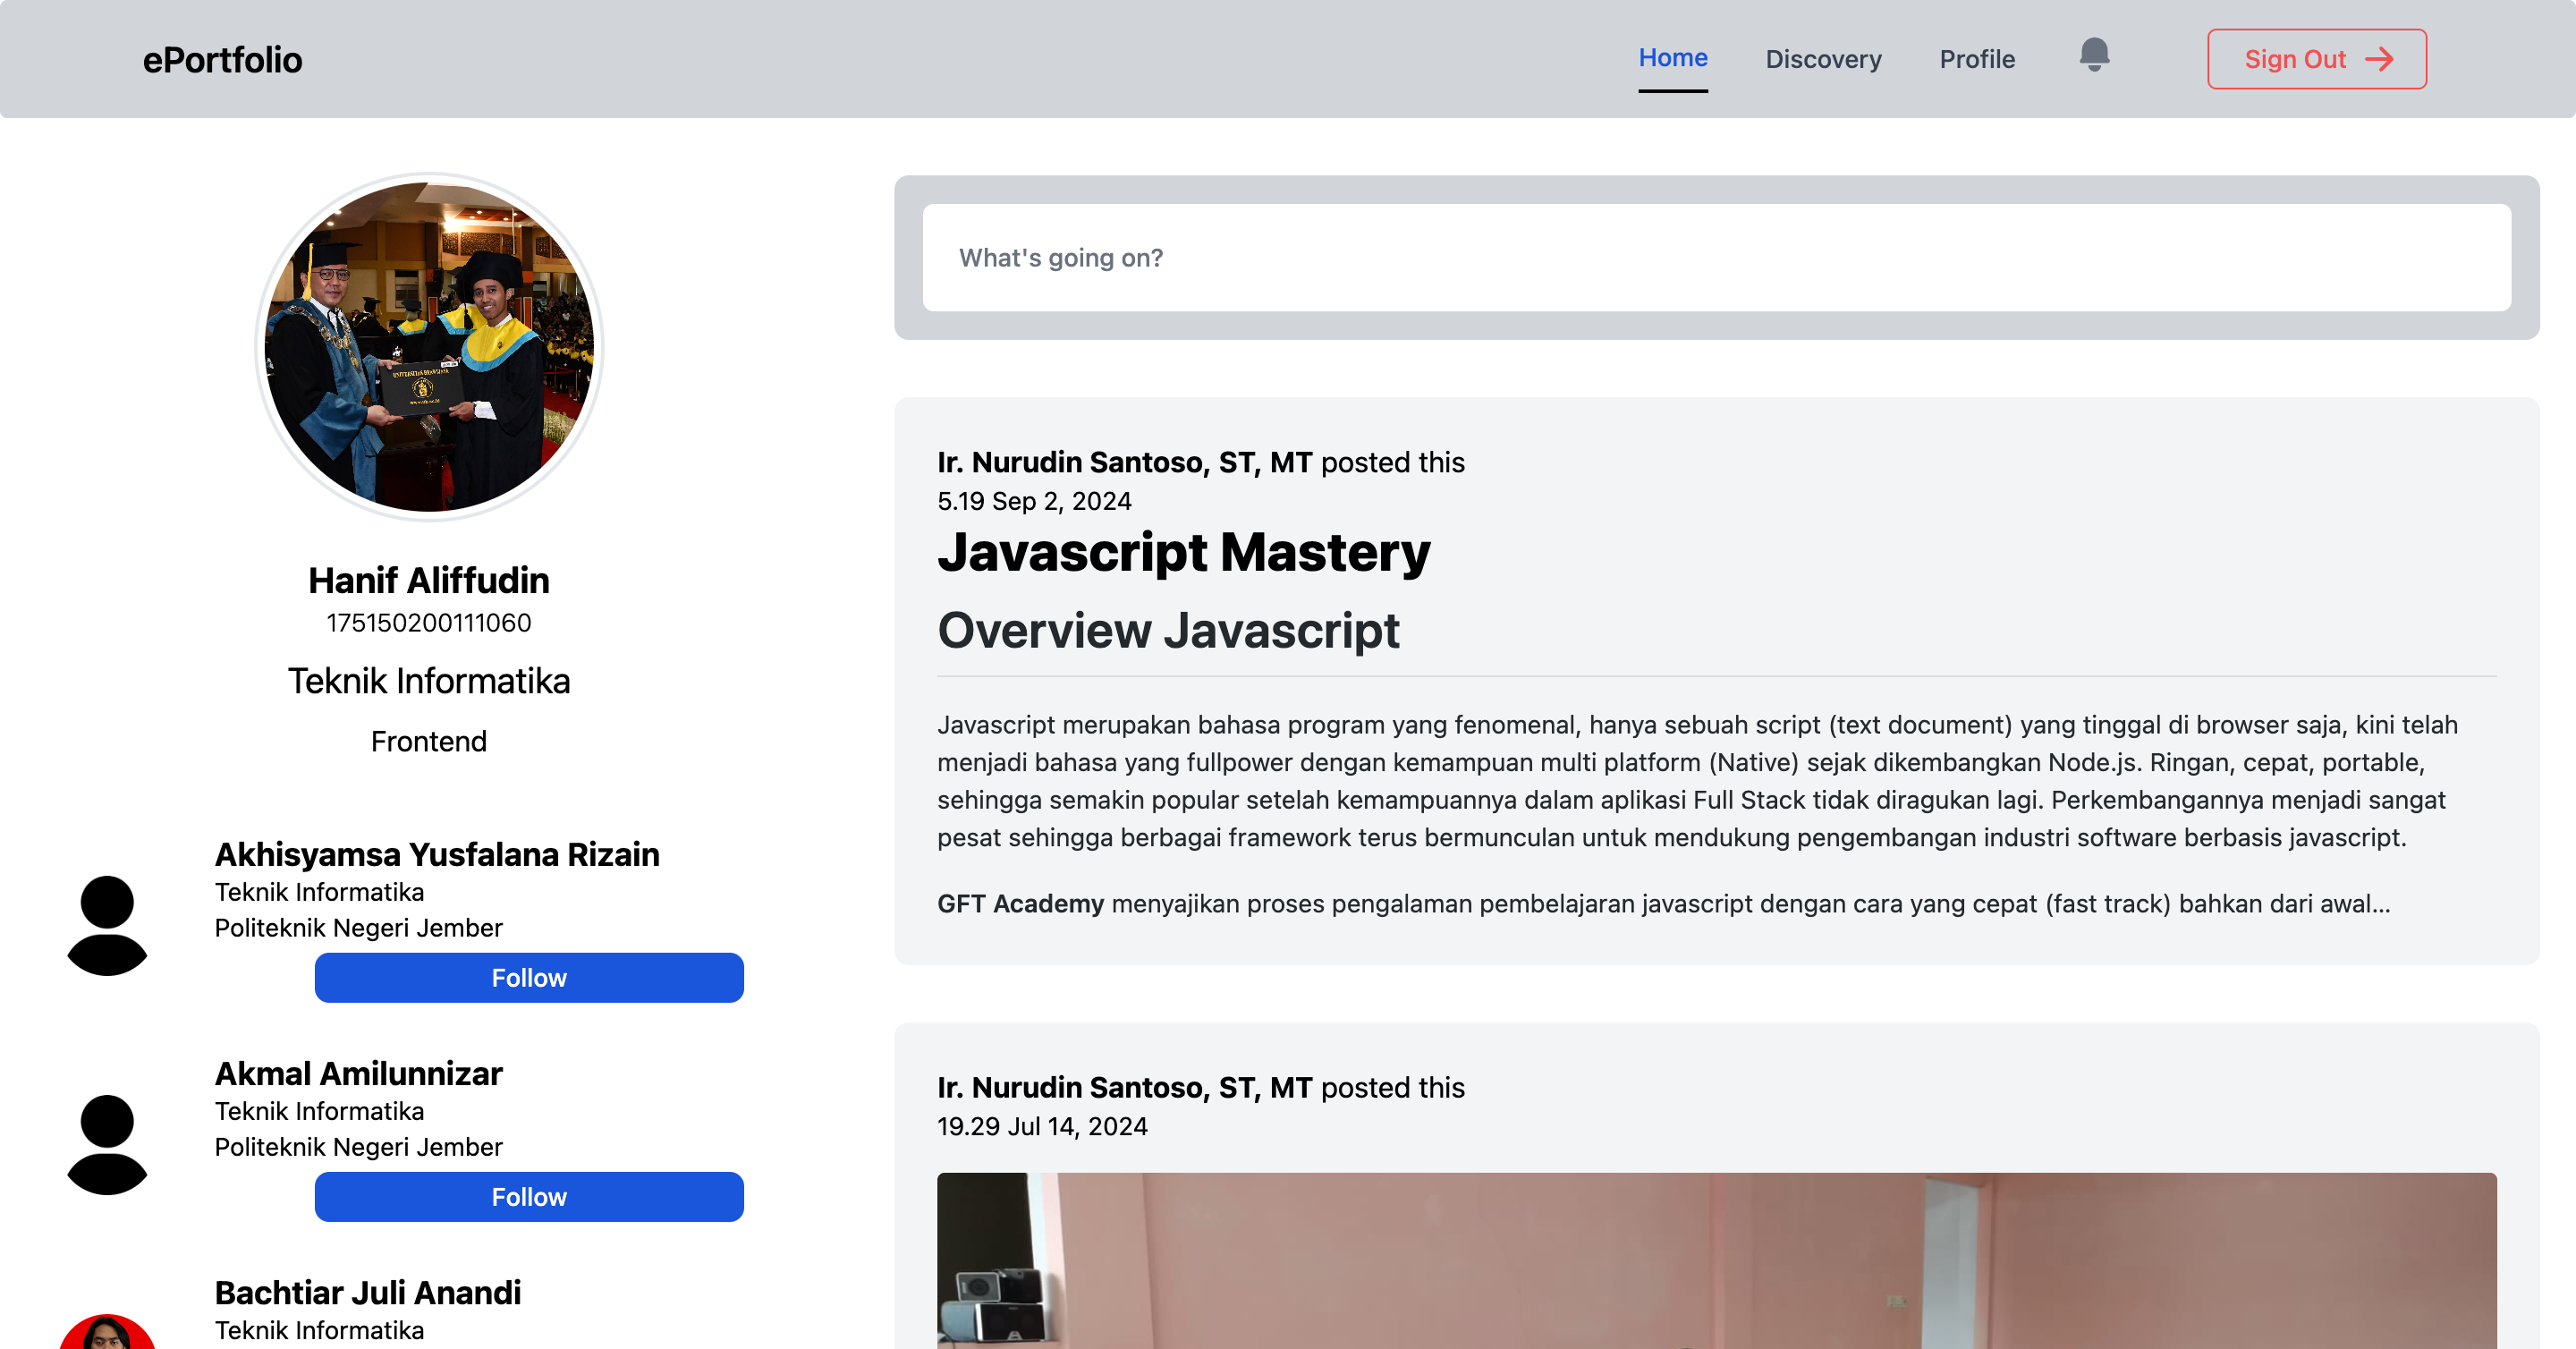 ePortfolio
Home
Discovery
Profile
Sign Out
What's going on?
Hanif Aliffudin
175150200111060
Teknik Informatika
Frontend
Akhisyamsa Yusfalana Rizain
Teknik Informatika
Politeknik Negeri Jember
Follow
Akmal Amilunnizar
Teknik Informatika
Politeknik Negeri Jember
Follow
Bachtiar Juli Anandi
Teknik Informatika
Ir. Nurudin Santoso, ST, MT posted this
5.19 Sep 2, 2024
Javascript Mastery
Overview Javascript
Javascript merupakan bahasa program yang fenomenal, hanya sebuah script (text document) yang tinggal di browser saja, kini telah
menjadi bahasa yang fullpower dengan kemampuan multi platform (Native) sejak dikembangkan Node.js. Ringan, cepat, portable,
sehingga semakin popular setelah kemampuannya dalam aplikasi Full Stack tidak diragukan lagi. Perkembangannya menjadi sangat
pesat sehingga berbagai framework terus bermunculan untuk mendukung pengembangan industri software berbasis javascript.
GFT Academy menyajikan proses pengalaman pembelajaran javascript dengan cara yang cepat (fast track) bahkan dari awal...
Ir. Nurudin Santoso, ST, MT posted this
19.29 Jul 14, 2024